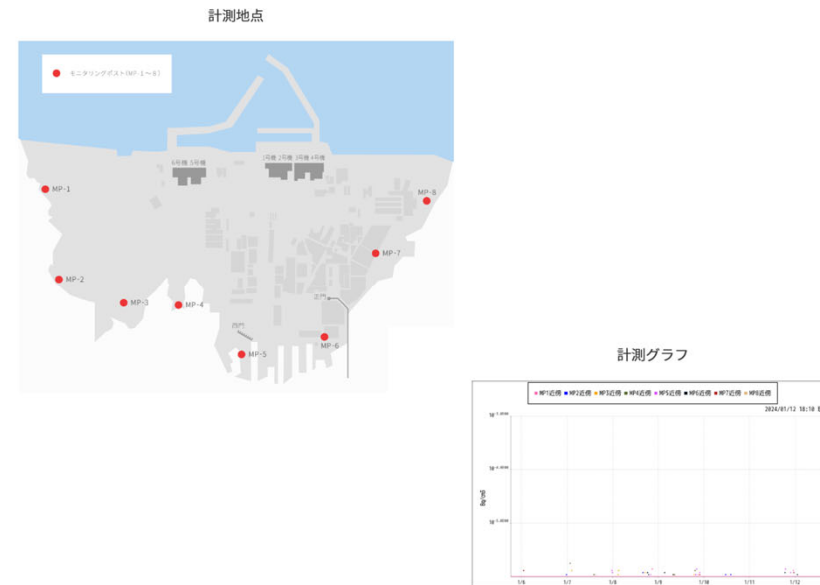 計測地点
モニタリングポスト(MP-1〜8)
6号機 5号機
1号機 2号機 3号機 4号機
MP-1
MP-8
MP-7
MP-2
MP-3
MP-4
正門
西門
MP-6
MP-5
計測グラフ
MP1近傍 MP2近傍 MP3近傍 MP4近傍 MP5近傍 MP6近傍 MP7近傍 MP8近傍
2024/01/12 18:10
Bq/cm3
1/6 1/7 1/8 1/9 1/10 1/11 1/12